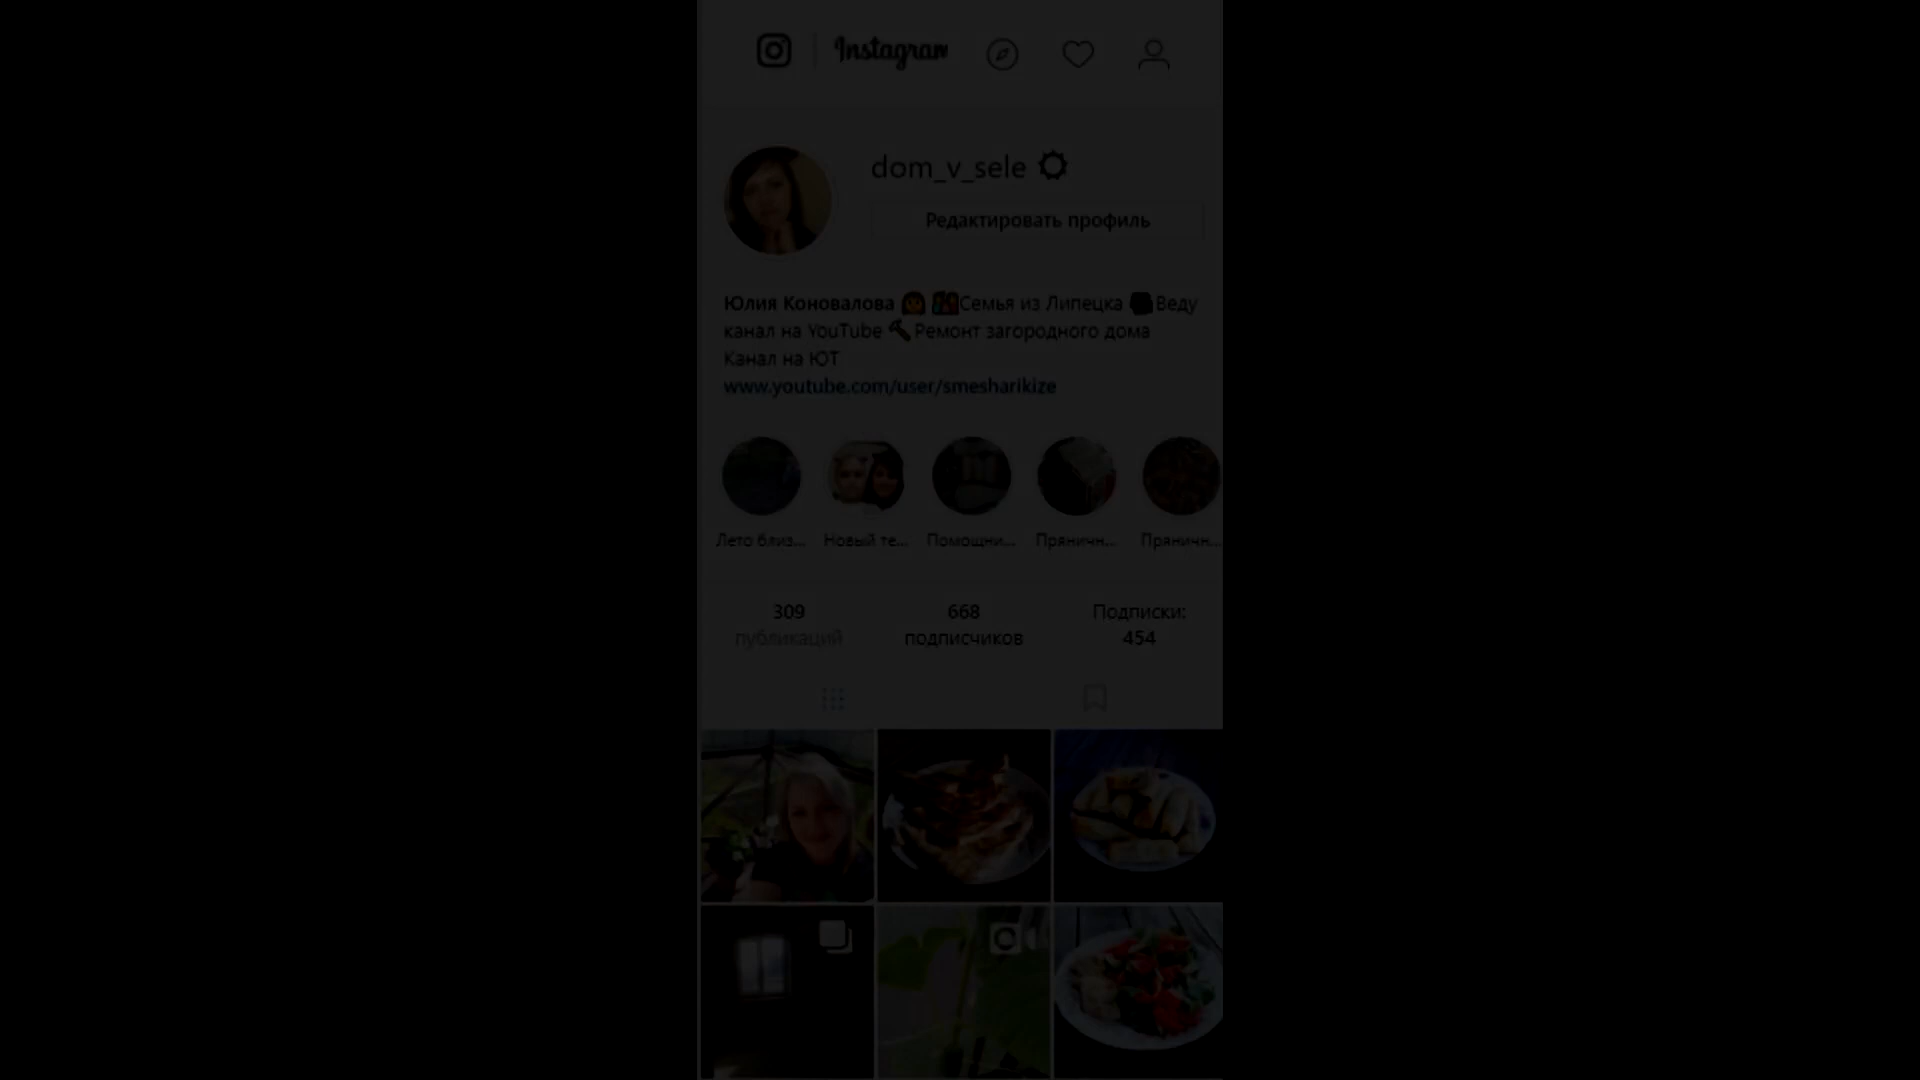 Instagram
dom_v_sele
Редактировать профиль
Юлия Коновалова Семья из Липецка Веду
канал на YouTube Ремонт загородного дома
Канал на ЮТ
www.youtube.com/user/smesharikize
Лето близ... Новый те... Помощни... Пряничн... Пряничн...
309 668 Подписки:
публикаций подписчиков 454